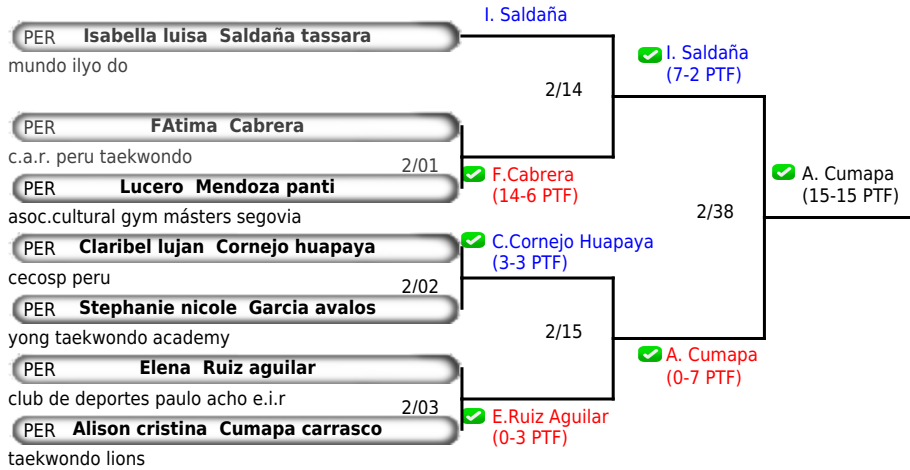 I. Saldaña
PER Isabella luisa Saldaña tassara
mundo ilyo do
I. Saldaña
(7-2 PTF)
2/14
PER FAtima Cabrera
c.a.r. peru taekwondo
2/01
F.Cabrera
(14-6 PTF)
PER Lucero Mendoza panti
asoc.cultural gym másters segovia
A. Cumapa
(15-15 PTF)
2/38
PER Claribel lujan Cornejo huapaya
C.Cornejo Huapaya
(3-3 PTF)
cecosp peru
2/02
PER Stephanie nicole Garcia avalos
yong taekwondo academy
2/15
PER Elena Ruiz aguilar
A. Cumapa
(0-7 PTF)
club de deportes paulo acho e.i.r
2/03
E.Ruiz Aguilar
(0-3 PTF)
PER Alison cristina Cumapa carrasco
taekwondo lions